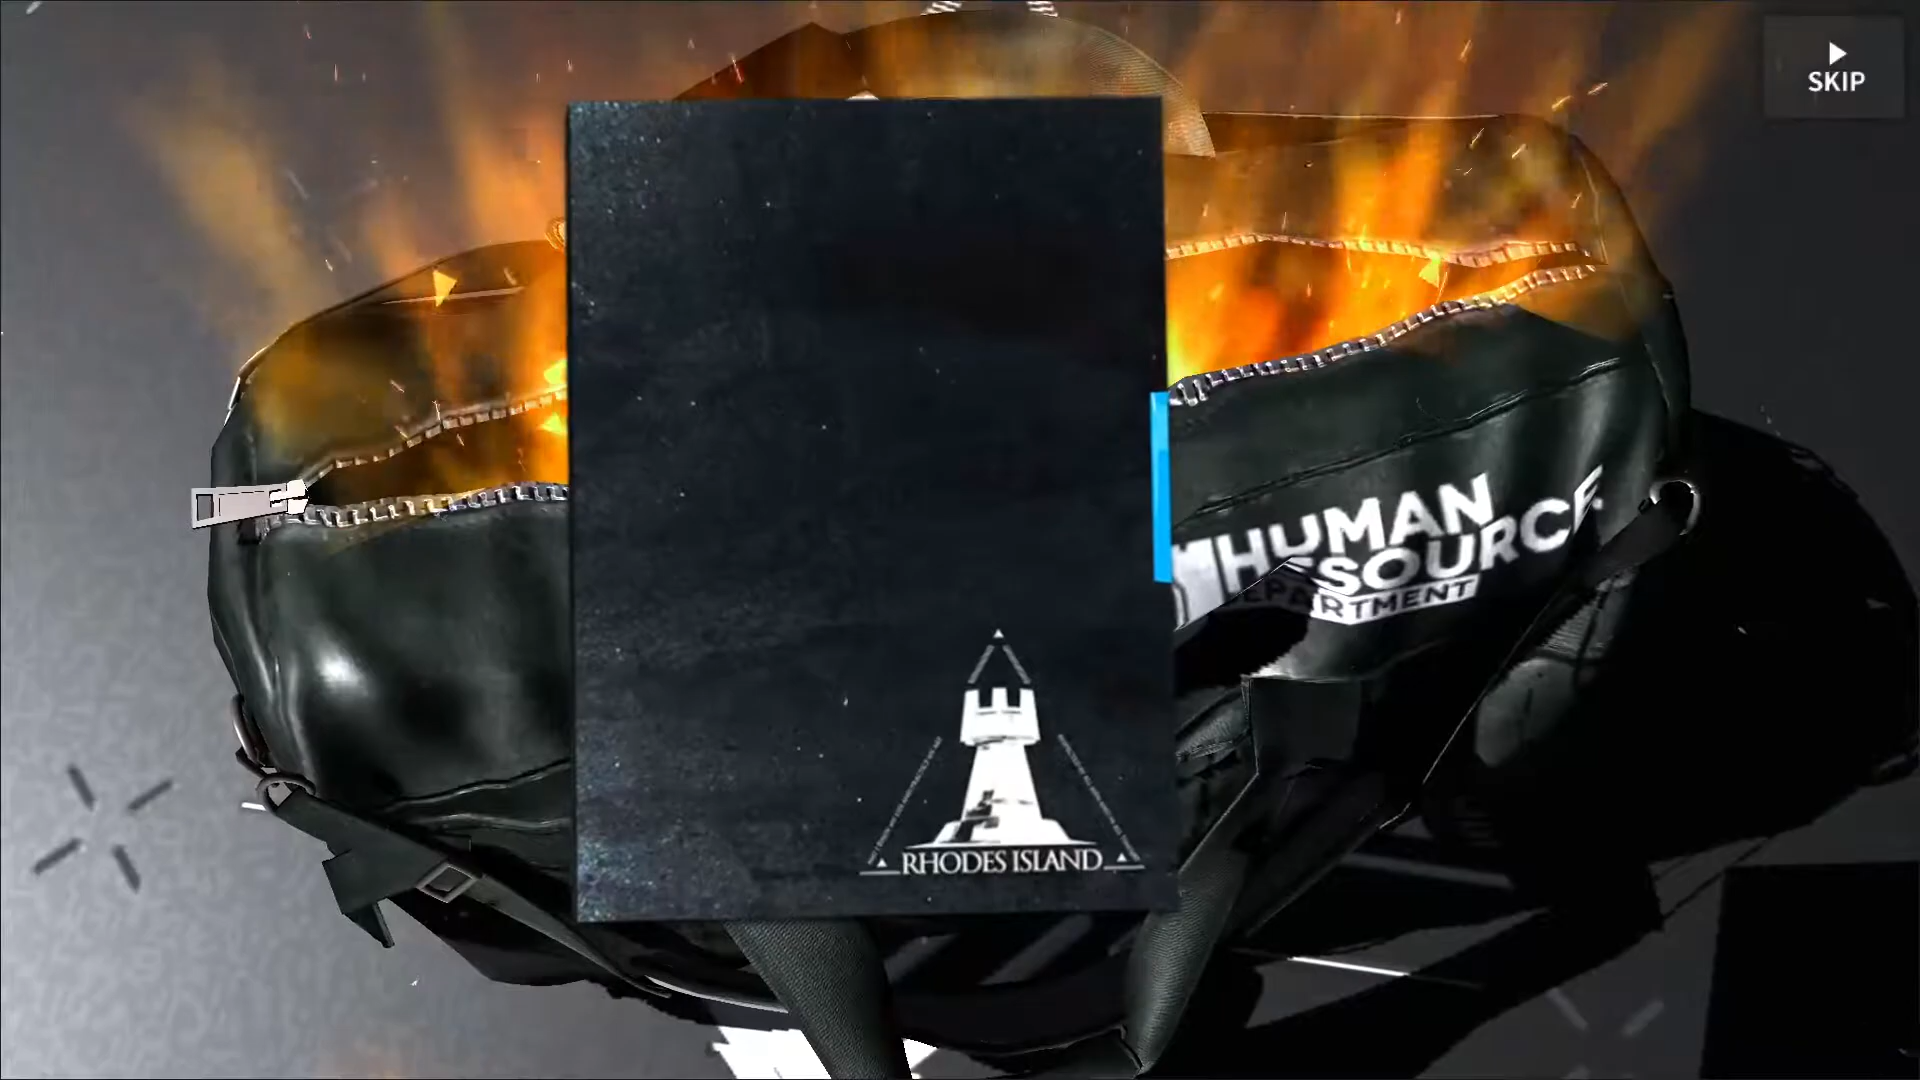 SKIP
HUMAN
RESOURCE
DEPARTMENT
RHODES ISLAND